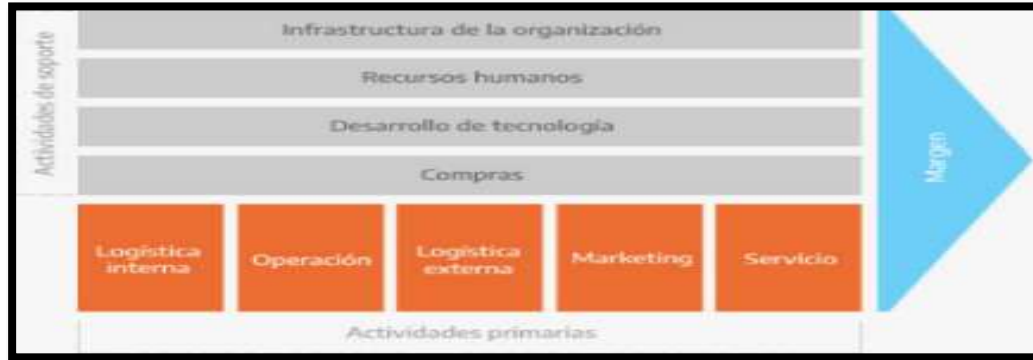 Actividades de soporte
Infrastructura de la organización
Recursos humanos
Desarrollo de tecnología
Compras
Logística
interna
Operación
Logística
externa
Marketing
Servicio
Margen
Actividades primarias